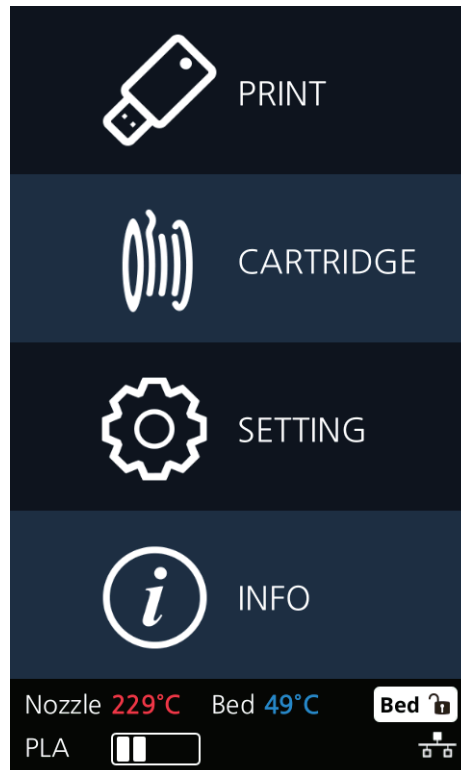 PRINT
CARTRIDGE
SETTING
INFO
Nozzle 229°C Bed 49°C Bed
PLA